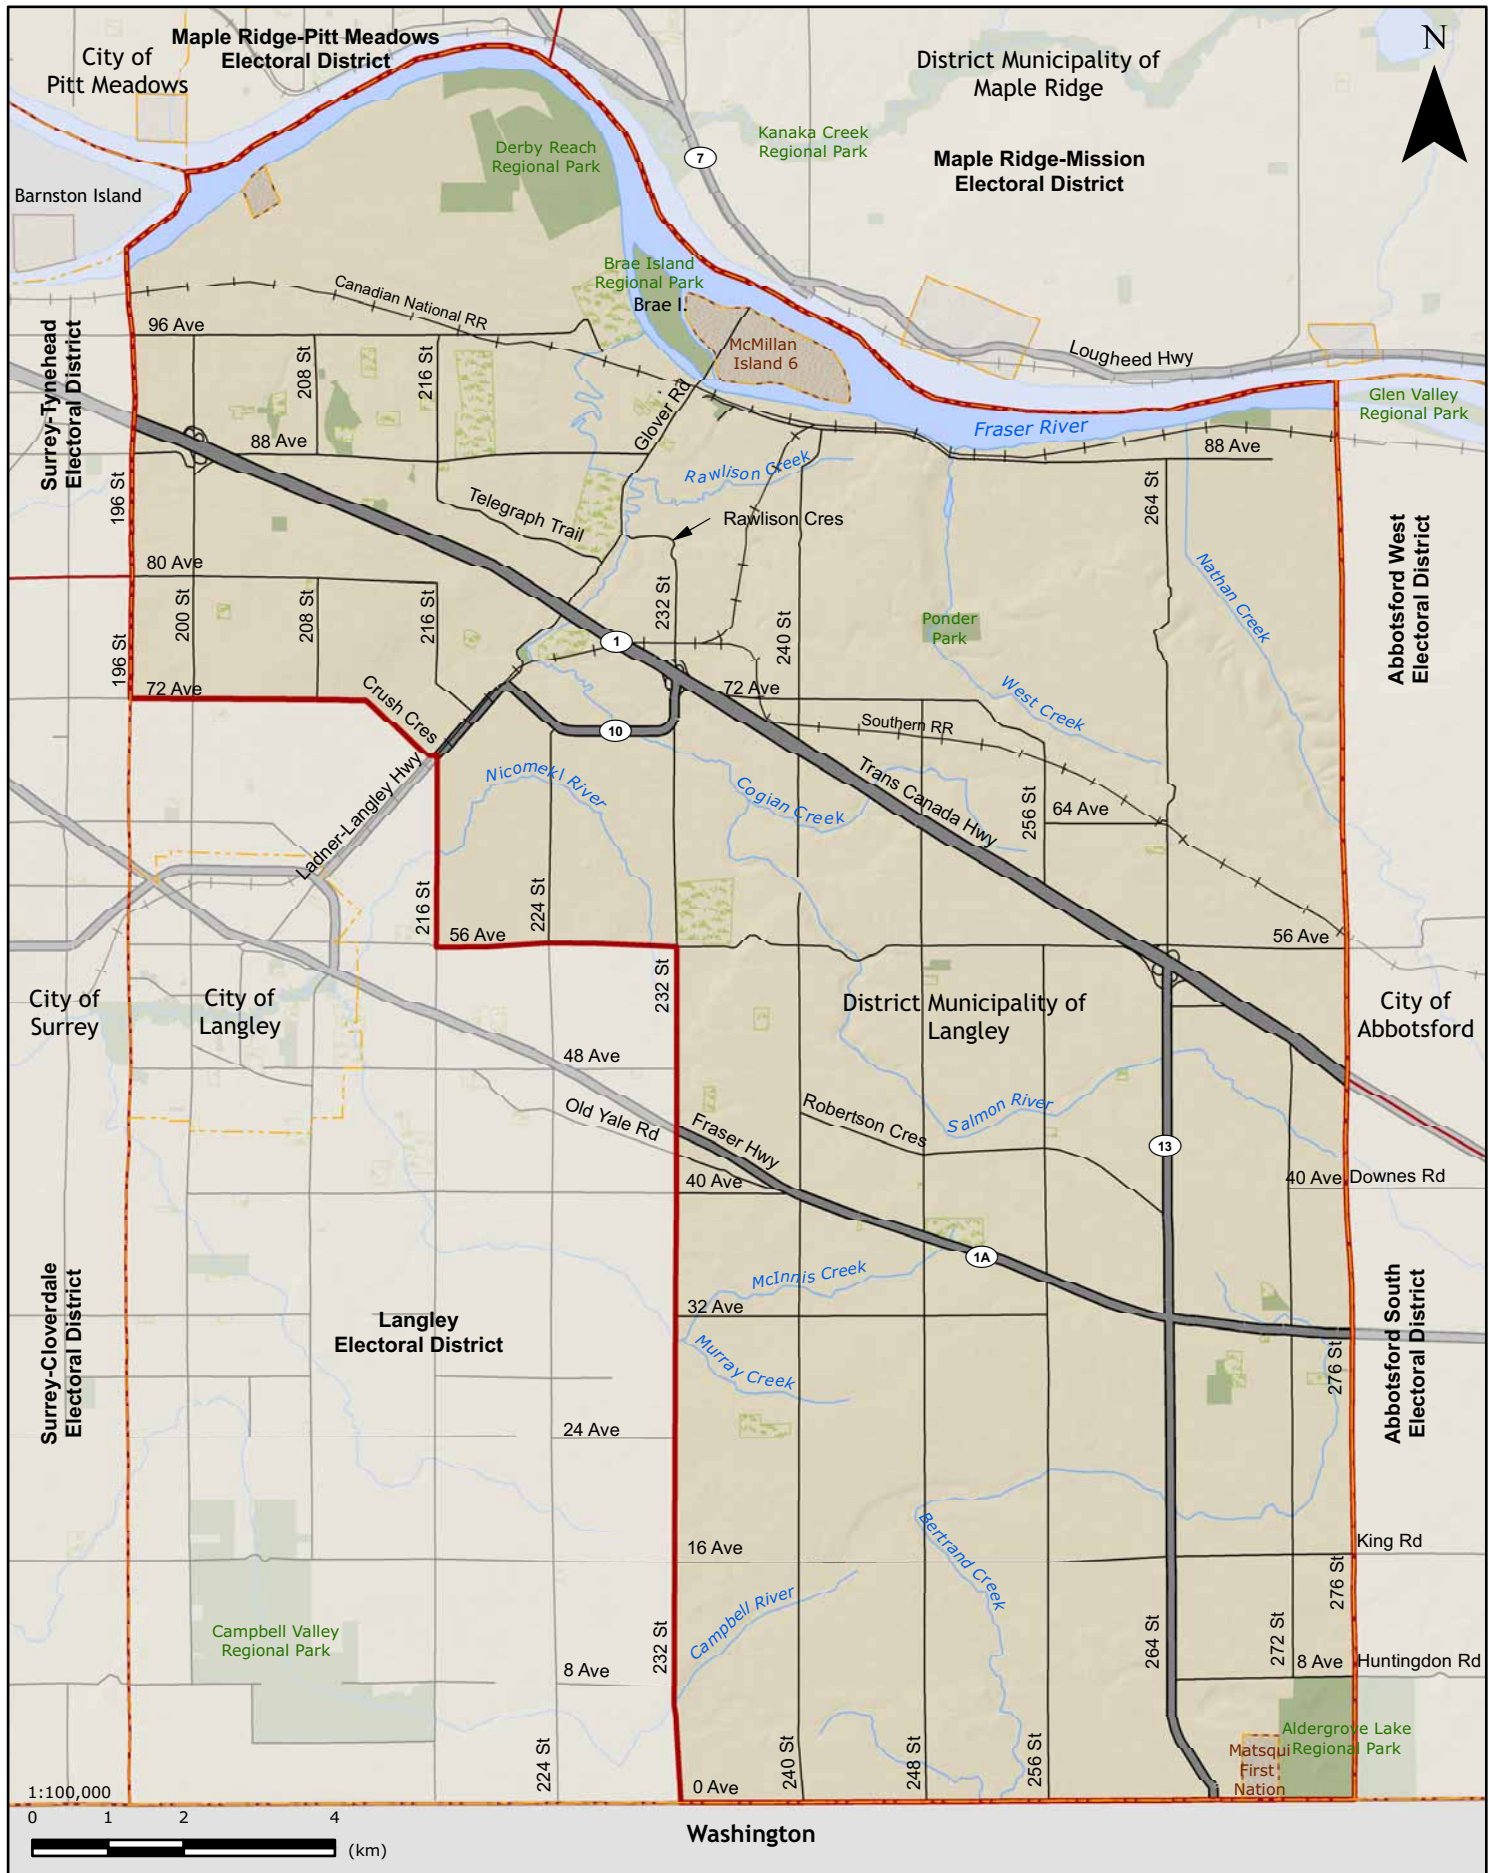 Maple Ridge-Pitt Meadows
Electoral District
City of
Pitt Meadows
District Municipality of
Maple Ridge
N
Kanaka Creek
Regional Park
Derby Reach
Regional Park
7
Maple Ridge-Mission
Electoral District
Barnston Island
Brae Island
Regional Park
Brae I.
Canadian National RR
96 Ave
McMillan
Island 6
Lougheed Hwy
Surrey-Tynehead
Electoral District
208 St
216 St
Glover Rd
Glen Valley
Regional Park
Fraser River
88 Ave
88 Ave
Rawlison Creek
196 St
Telegraph Trail
Rawlison Cres
264 St
Abbotsford West
Electoral District
80 Ave
Nathan Creek
200 St
208 St
216 St
232 St
240 St
Ponder
Park
196 St
1
72 Ave
Crush Cres
72 Ave
West Creek
10
Southern RR
Ladner-Langley Hwy
Nicomekl River
Cogian Creek
Trans Canada Hwy
256 St
64 Ave
216 St
224 St
56 Ave
56 Ave
232 St
City of
Surrey
City of
Langley
District Municipality of
Langley
City of
Abbotsford
48 Ave
Old Yale Rd
Fraser Hwy
Robertson Cres
Salmon River
13
40 Ave
40 Ave
Downes Rd
1A
McInnis Creek
32 Ave
Surrey-Cloverdale
Electoral District
Langley
Electoral District
Murray Creek
276 St
Abbotsford South
Electoral District
24 Ave
Bertrand Creek
16 Ave
King Rd
Campbell River
276 St
Campbell Valley
Regional Park
232 St
264 St
272 St
8 Ave
8 Ave
Huntingdon Rd
224 St
240 St
248 St
256 St
Aldergrove Lake
Regional Park
Matsqui
First
Nation
0 Ave
1:100,000
0 1 2 4
(km)
Washington